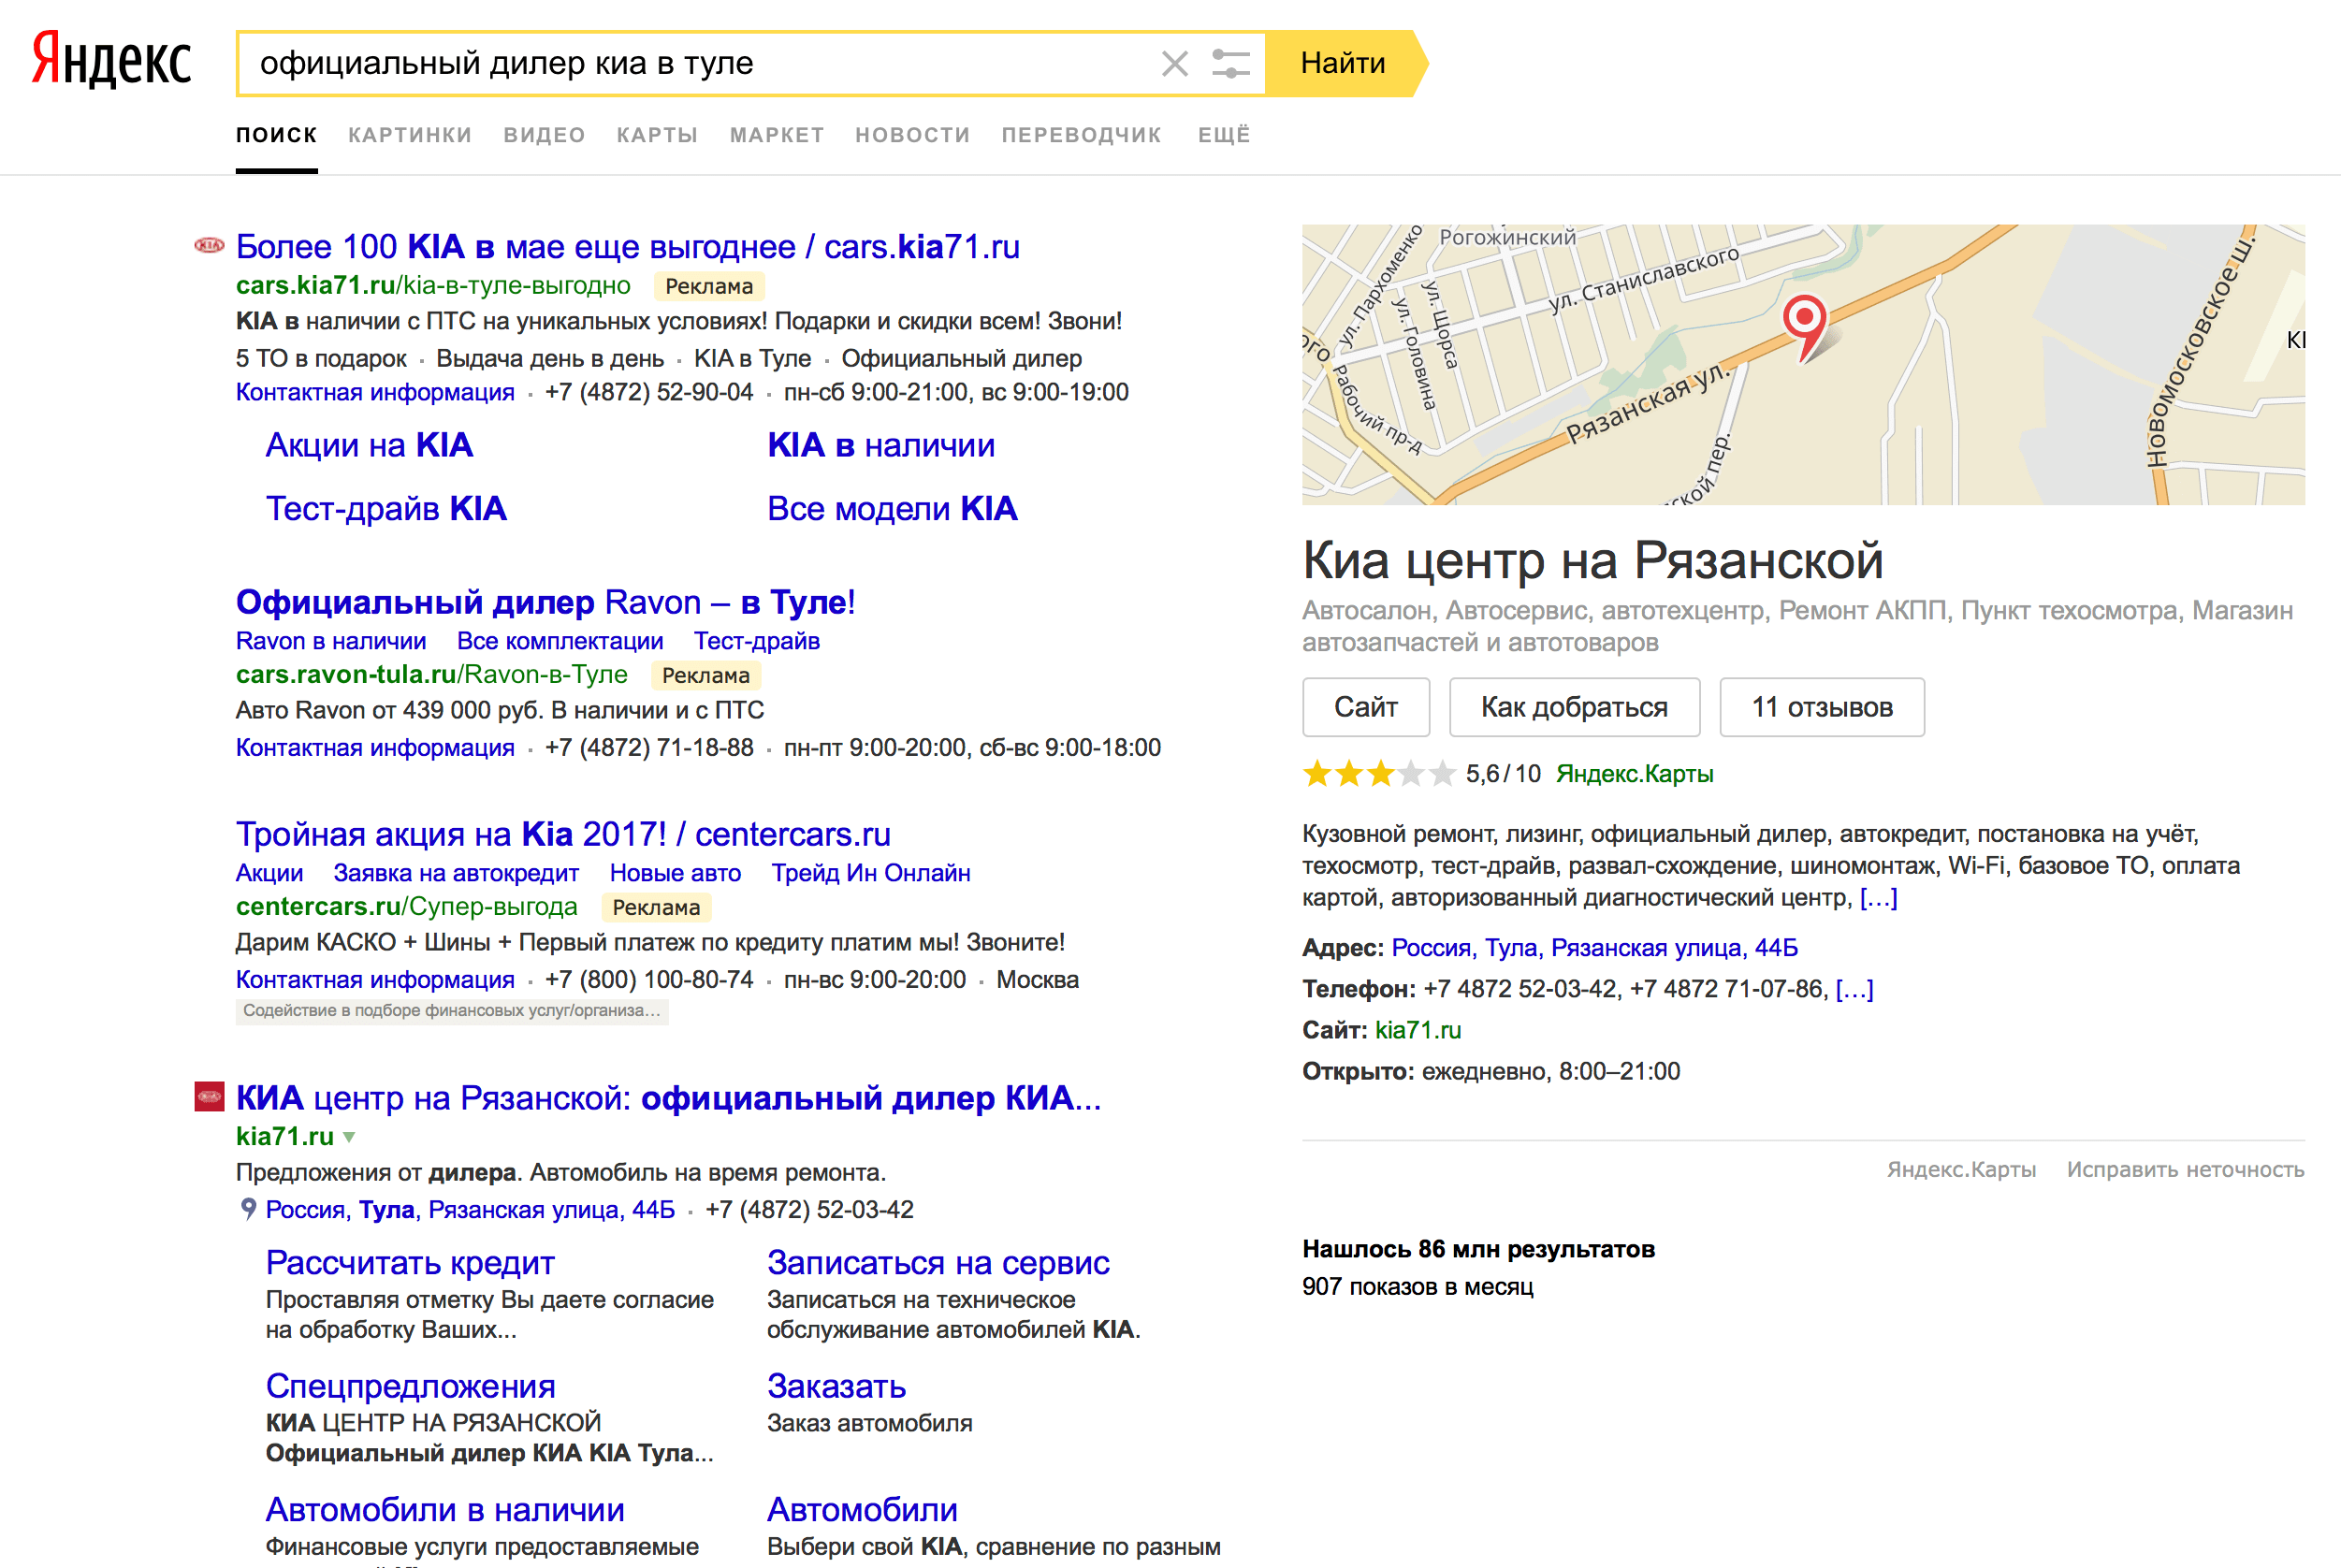 Яндекс
официальный дилер киа в туле
Найти
ПОИСК КАРТИНКИ ВИДЕО КАРТЫ МАРКЕТ НОВОСТИ ПЕРЕВОДЧИК ЕЩЁ
KIA
Более 100 KIA в мае еще выгоднее / cars.kia71.ru
cars.kia71.ru/kia-в-туле-выгодно Реклама
KIA в наличии с ПТС на уникальных условиях! Подарки и скидки всем! Звони!
5 ТО в подарок · Выдача день в день · KIA в Туле · Официальный дилер
Контактная информация · +7 (4872) 52-90-04 · пн-сб 9:00-21:00, вс 9:00-19:00
Акции на KIA KIA в наличии
Тест-драйв KIA Все модели KIA
Официальный дилер Ravon – в Туле!
Ravon в наличии Все комплектации Тест-драйв
cars.ravon-tula.ru/Ravon-в-Туле Реклама
Авто Ravon от 439 000 руб. В наличии и с ПТС
Контактная информация · +7 (4872) 71-18-88 · пн-пт 9:00-20:00, сб-вс 9:00-18:00
Тройная акция на Kia 2017! / centercars.ru
Акции Заявка на автокредит Новые авто Трейд Ин Онлайн
centercars.ru/Супер-выгода Реклама
Дарим КАСКО + Шины + Первый платеж по кредиту платим мы! Звоните!
Контактная информация · +7 (800) 100-80-74 · пн-вс 9:00-20:00 · Москва
Содействие в подборе финансовых услуг/организа...
КИА центр на Рязанской: официальный дилер КИА...
kia71.ru
Предложения от дилера. Автомобиль на время ремонта.
Россия, Тула, Рязанская улица, 44Б · +7 (4872) 52-03-42
Рассчитать кредит
Проставляя отметку Вы даете согласие
на обработку Ваших...
Записаться на сервис
Записаться на техническое
обслуживание автомобилей KIA.
Спецпредложения
КИА ЦЕНТР НА РЯЗАНСКОЙ
Официальный дилер КИА KIA Тула...
Заказать
Заказ автомобиля
Автомобили в наличии
Финансовые услуги предоставляемые
Автомобили
Выбери свой KIA, сравнение по разным
Рогожинский
ул. Пархоменко
ул. Станиславского
ул. Щорса
ул. Головина
ого
Рабочий пр-д
Рязанская ул.
ской пер.
Новомосковское ш.
KI
Киа центр на Рязанской
Автосалон, Автосервис, автотехцентр, Ремонт АКПП, Пункт техосмотра, Магазин
автозапчастей и автотоваров
Сайт Как добраться 11 отзывов
5,6/10 Яндекс.Карты
Кузовной ремонт, лизинг, официальный дилер, автокредит, постановка на учёт,
техосмотр, тест-драйв, развал-схождение, шиномонтаж, Wi-Fi, базовое ТО, оплата
картой, авторизованный диагностический центр, [...]
Адрес: Россия, Тула, Рязанская улица, 44Б
Телефон: +7 4872 52-03-42, +7 4872 71-07-86, [...]
Сайт: kia71.ru
Открыто: ежедневно, 8:00–21:00
Яндекс.Карты Исправить неточность
Нашлось 86 млн результатов
907 показов в месяц